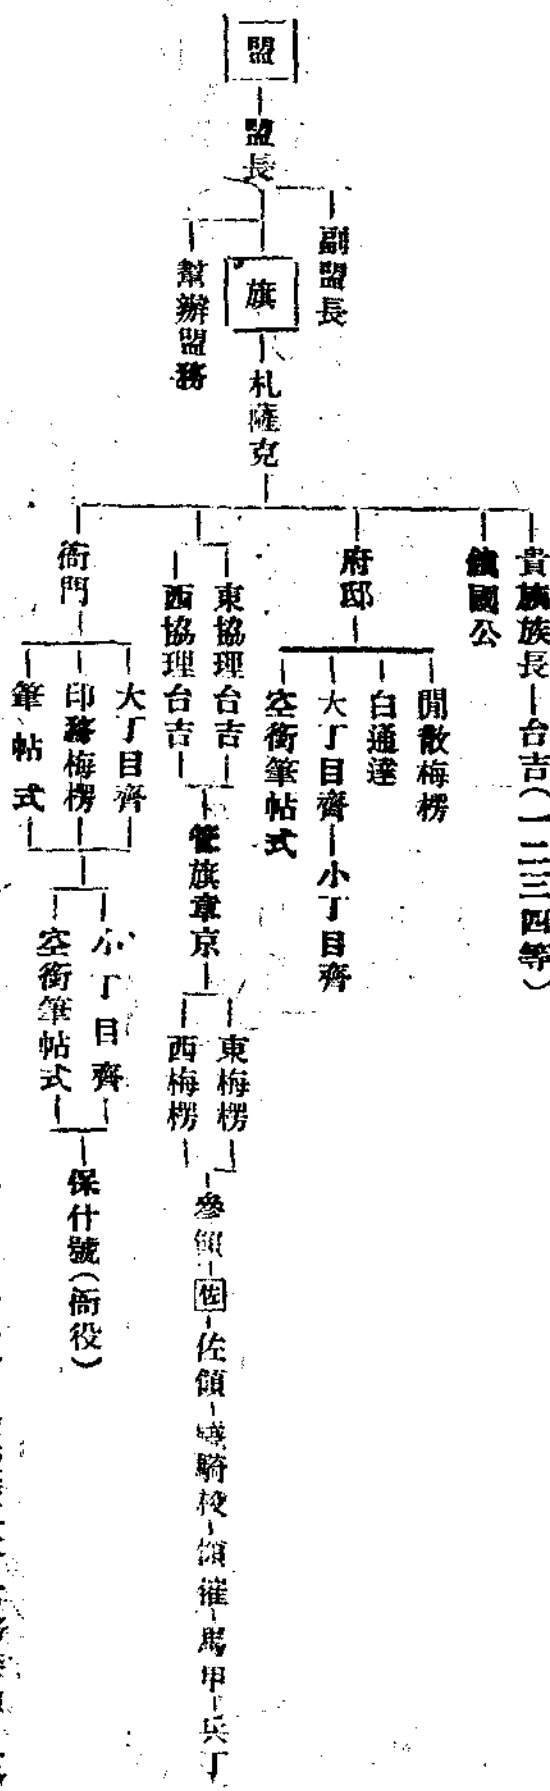 盟
盟長
副盟長
幫辦盟務
旗
札薩克
貴族族長—台吉(一二三四等)
鎮國公
府邸
閒散梅楞
白通達
大丁目齊—小丁目齊
空銜筆帖式
東協理台吉
西協理台吉
管旗章京
東梅楞
西梅楞
參領
佐
佐領
驍騎校
領催
馬甲
兵丁
衙門
大丁目齊
印務梅楞
筆帖式
小丁目齊
空銜筆帖式
保什號(衙役)